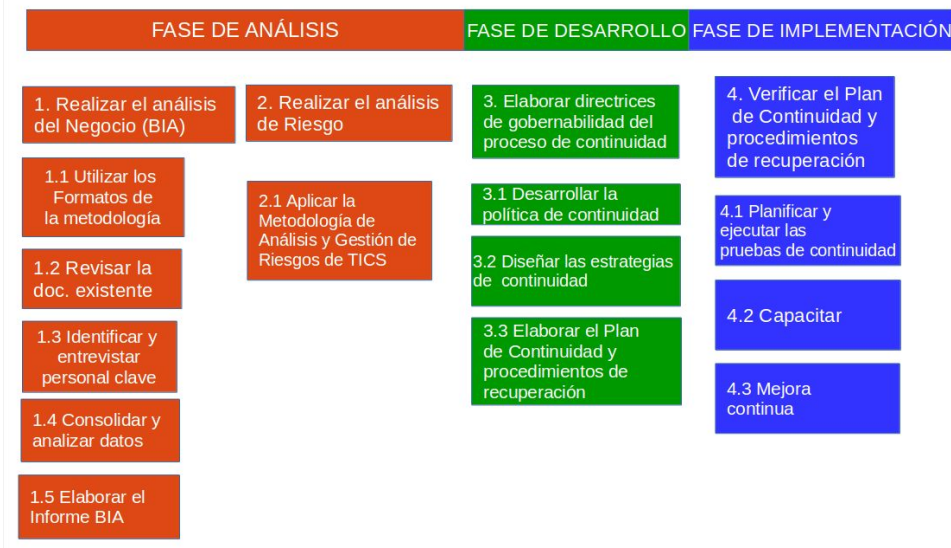 FASE DE ANÁLISIS
FASE DE DESARROLLO
FASE DE IMPLEMENTACIÓN
1. Realizar el análisis
del Negocio (BIA)
1.1 Utilizar los
Formatos de
la metodología
1.2 Revisar la
doc. existente
1.3 Identificar y
entrevistar
personal clave
1.4 Consolidar y
analizar datos
1.5 Elaborar el
Informe BIA
2. Realizar el análisis
de Riesgo
2.1 Aplicar la
Metodología de
Análisis y Gestión de
Riesgos de TICS
3. Elaborar directrices
de gobernabilidad del
proceso de continuidad
3.1 Desarrollar la
política de continuidad
3.2 Diseñar las estrategias
de continuidad
3.3 Elaborar el Plan
de Continuidad y
procedimientos de
recuperación
4. Verificar el Plan
de Continuidad y
procedimientos
de recuperación
4.1 Planificar y
ejecutar las
pruebas de continuidad
4.2 Capacitar
4.3 Mejora
continua